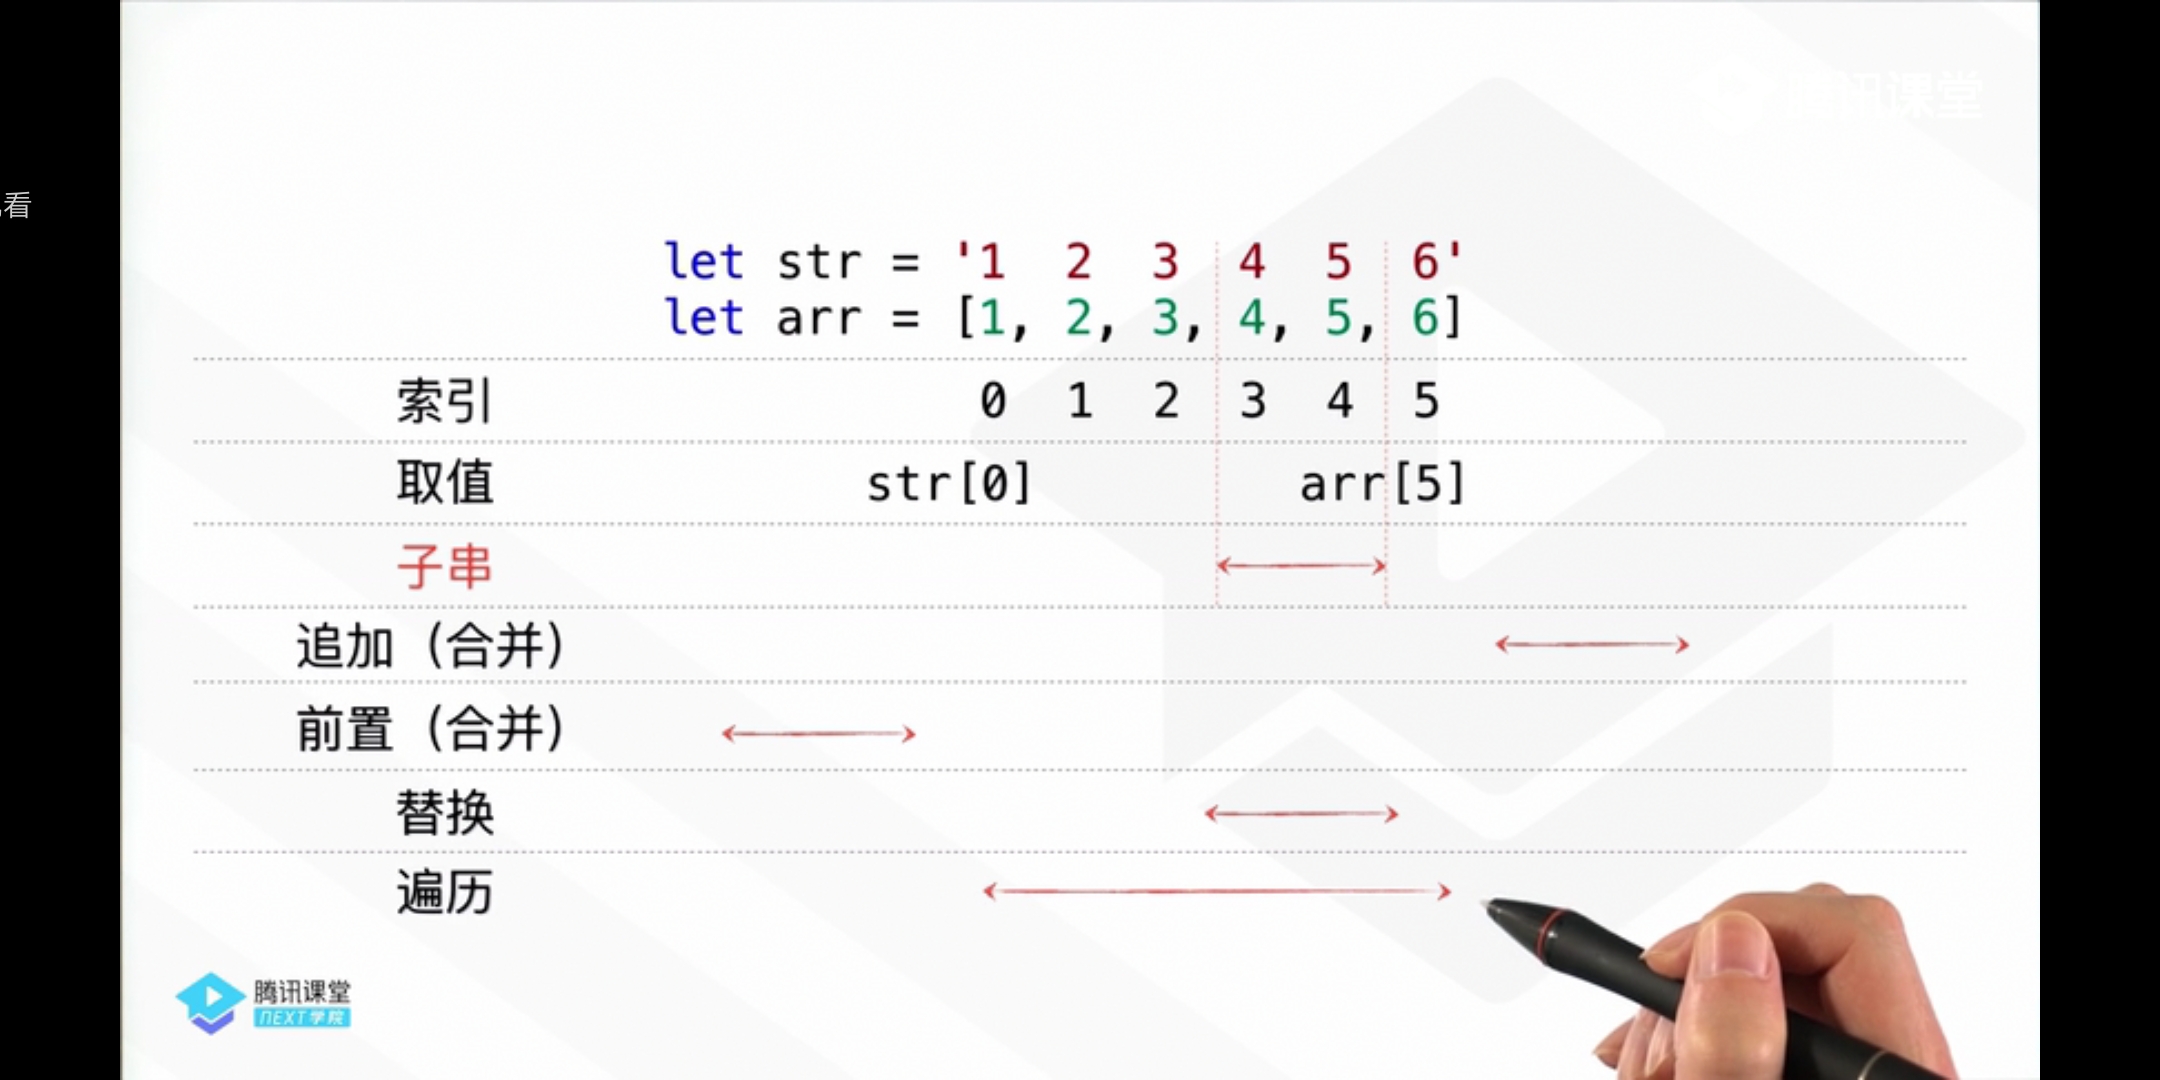 讯课堂
看
let str = '1 2 3 4 5 6'
let arr = [1, 2, 3, 4, 5, 6]
索引 0 1 2 3 4 5
取值 str[0] arr[5]
子串
追加（合并）
前置（合并）
替换
遍历
腾讯课堂
NEXT学院